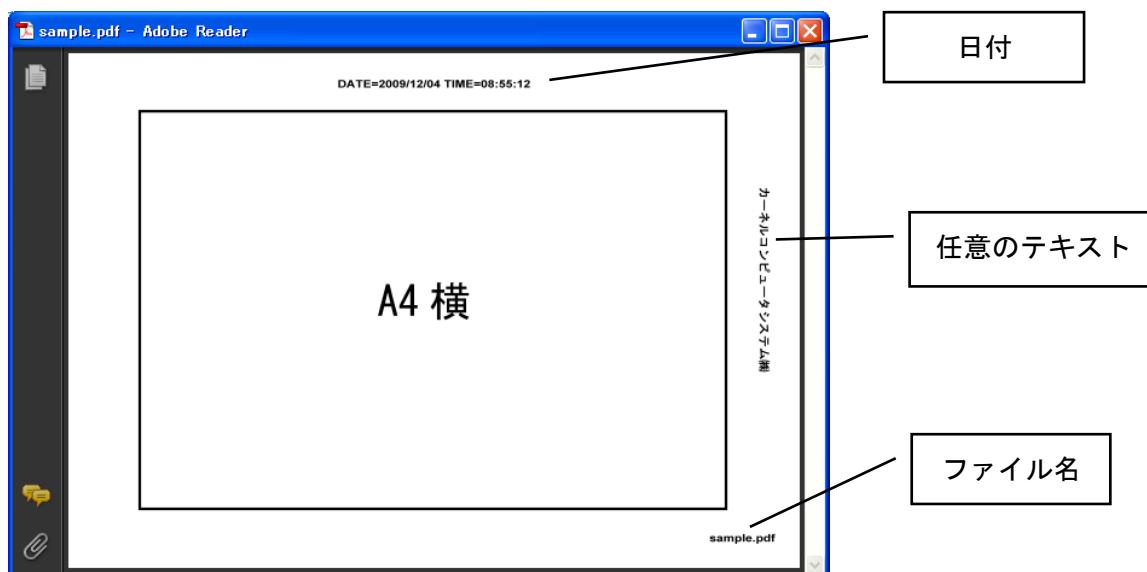 sample.pdf - Adobe Reader
日付
DATE=2009/12/04 TIME=08:55:12
カーネルコンピュータシステム㈱
任意のテキスト
A4 横
ファイル名
sample.pdf